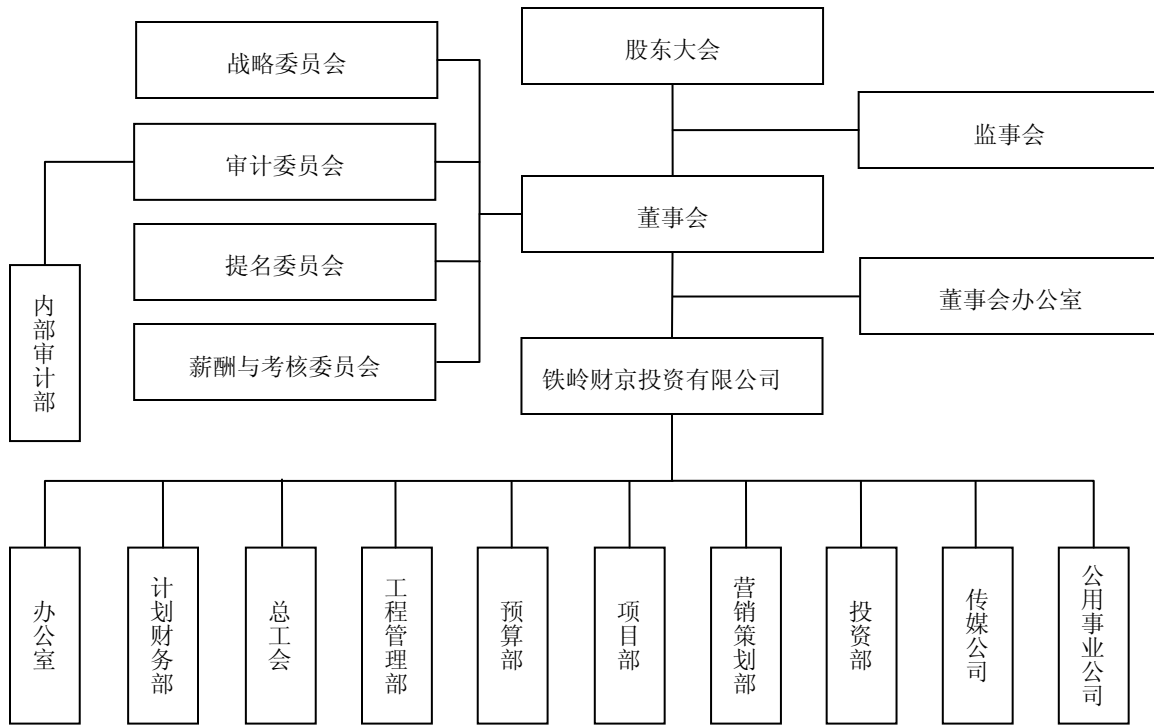 战略委员会
股东大会
监事会
审计委员会
董事会
提名委员会
董事会办公室
内部审计部
薪酬与考核委员会
铁岭财京投资有限公司
办公室
计划财务部
总工会
工程管理部
预算部
项目部
营销策划部
投资部
传媒公司
公用事业公司